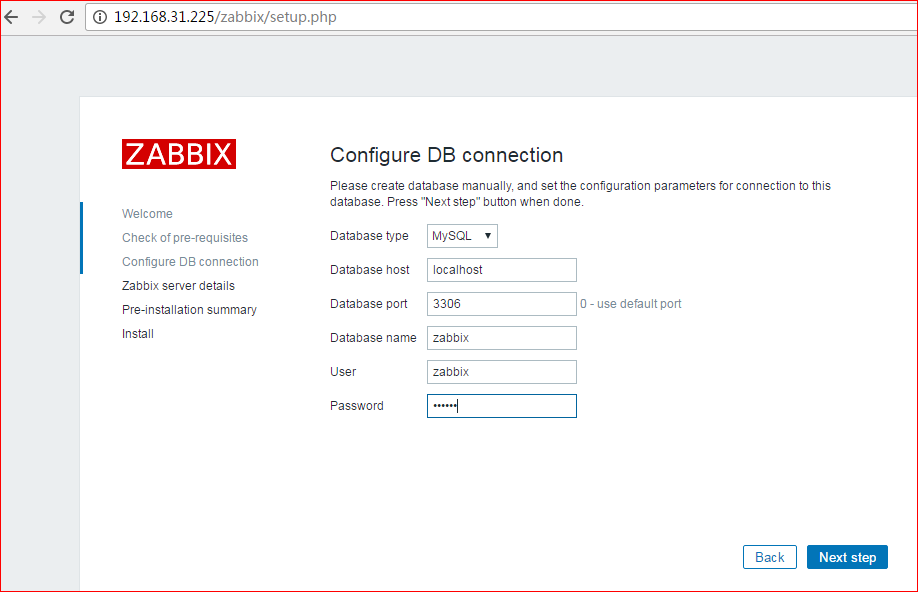 192.168.31.225/zabbix/setup.php
ZABBIX
Welcome
Check of pre-requisites
Configure DB connection
Zabbix server details
Pre-installation summary
Install
Configure DB connection
Please create database manually, and set the configuration parameters for connection to this
database. Press "Next step" button when done.
Database type MySQL ▼
Database host localhost
Database port 3306 0 - use default port
Database name zabbix
User zabbix
Password ••••••
Back Next step